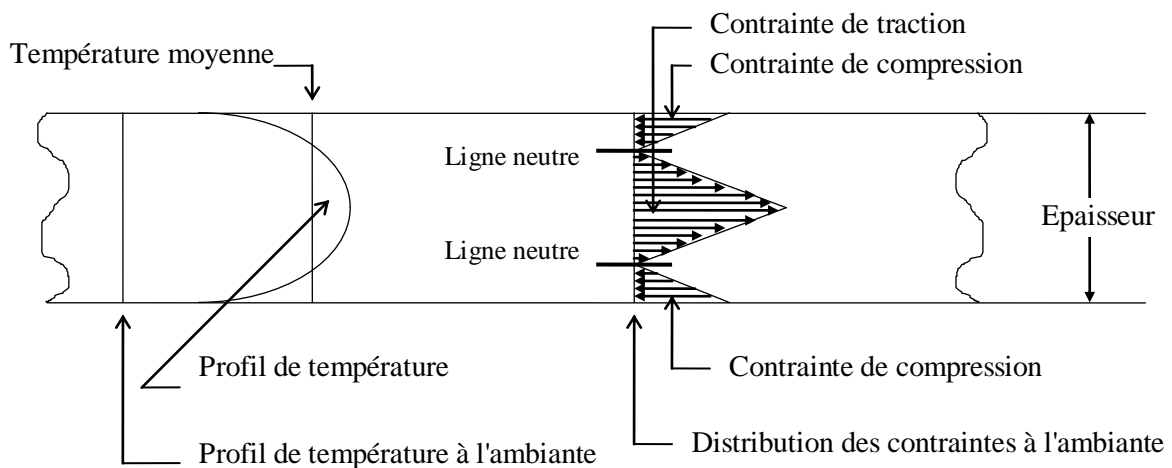 Contrainte de traction
Température moyenne
Contrainte de compression
Ligne neutre
Epaisseur
Ligne neutre
Profil de température
Contrainte de compression
Profil de température à l'ambiante
Distribution des contraintes à l'ambiante